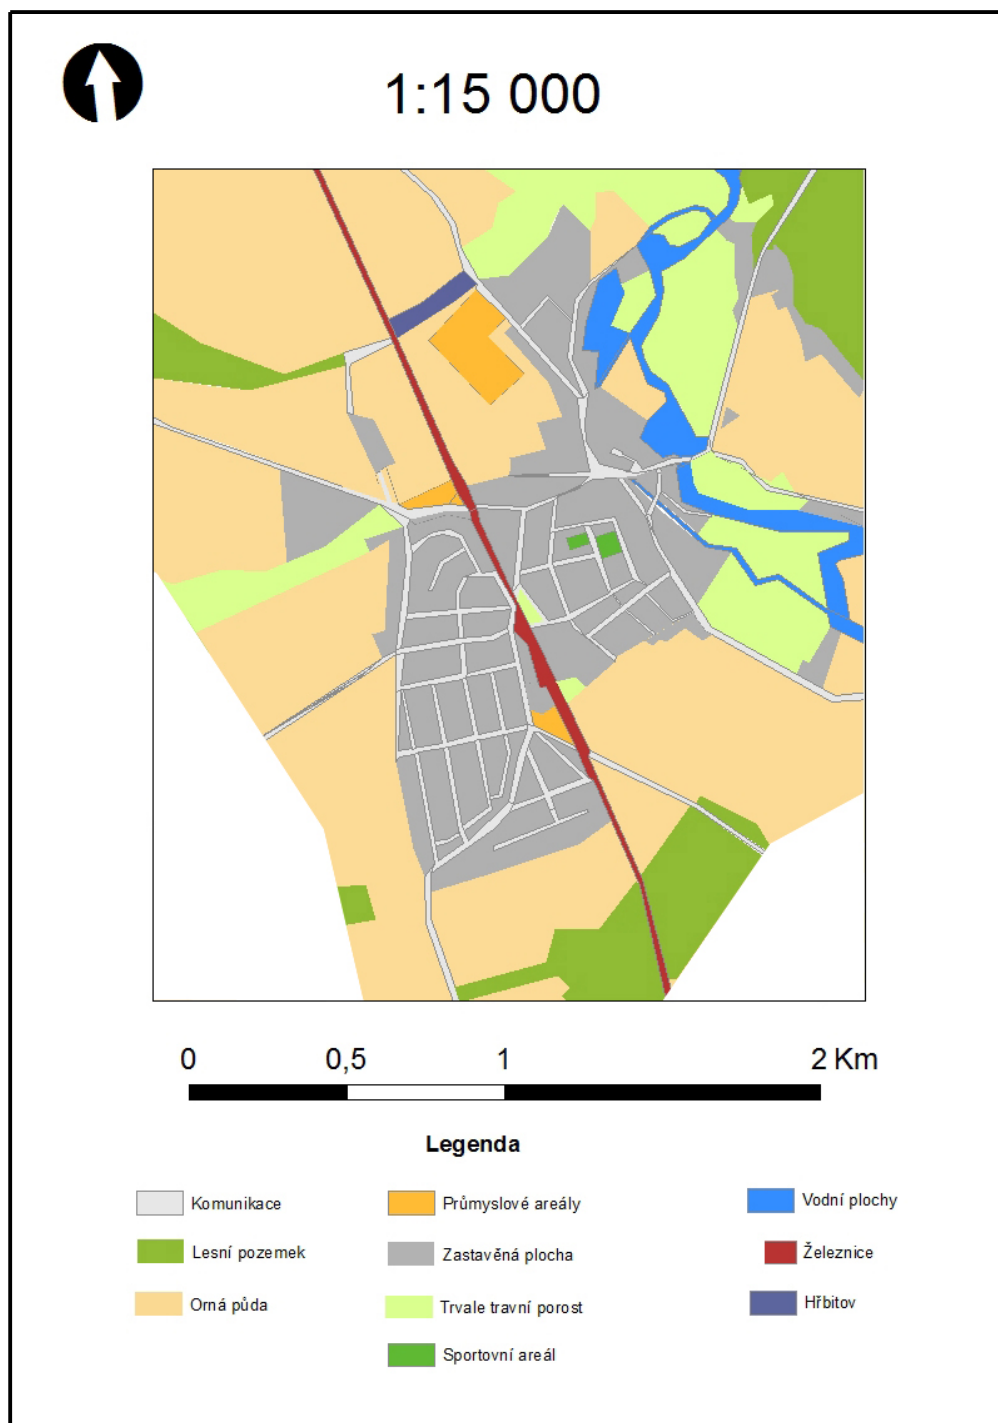 1:15 000
0 0,5 1 2 Km
Legenda
Komunikace
Průmyslové areály
Vodní plochy
Lesní pozemek
Zastavěná plocha
Železnice
Orná půda
Trvale travní porost
Hřbitov
Sportovní areál